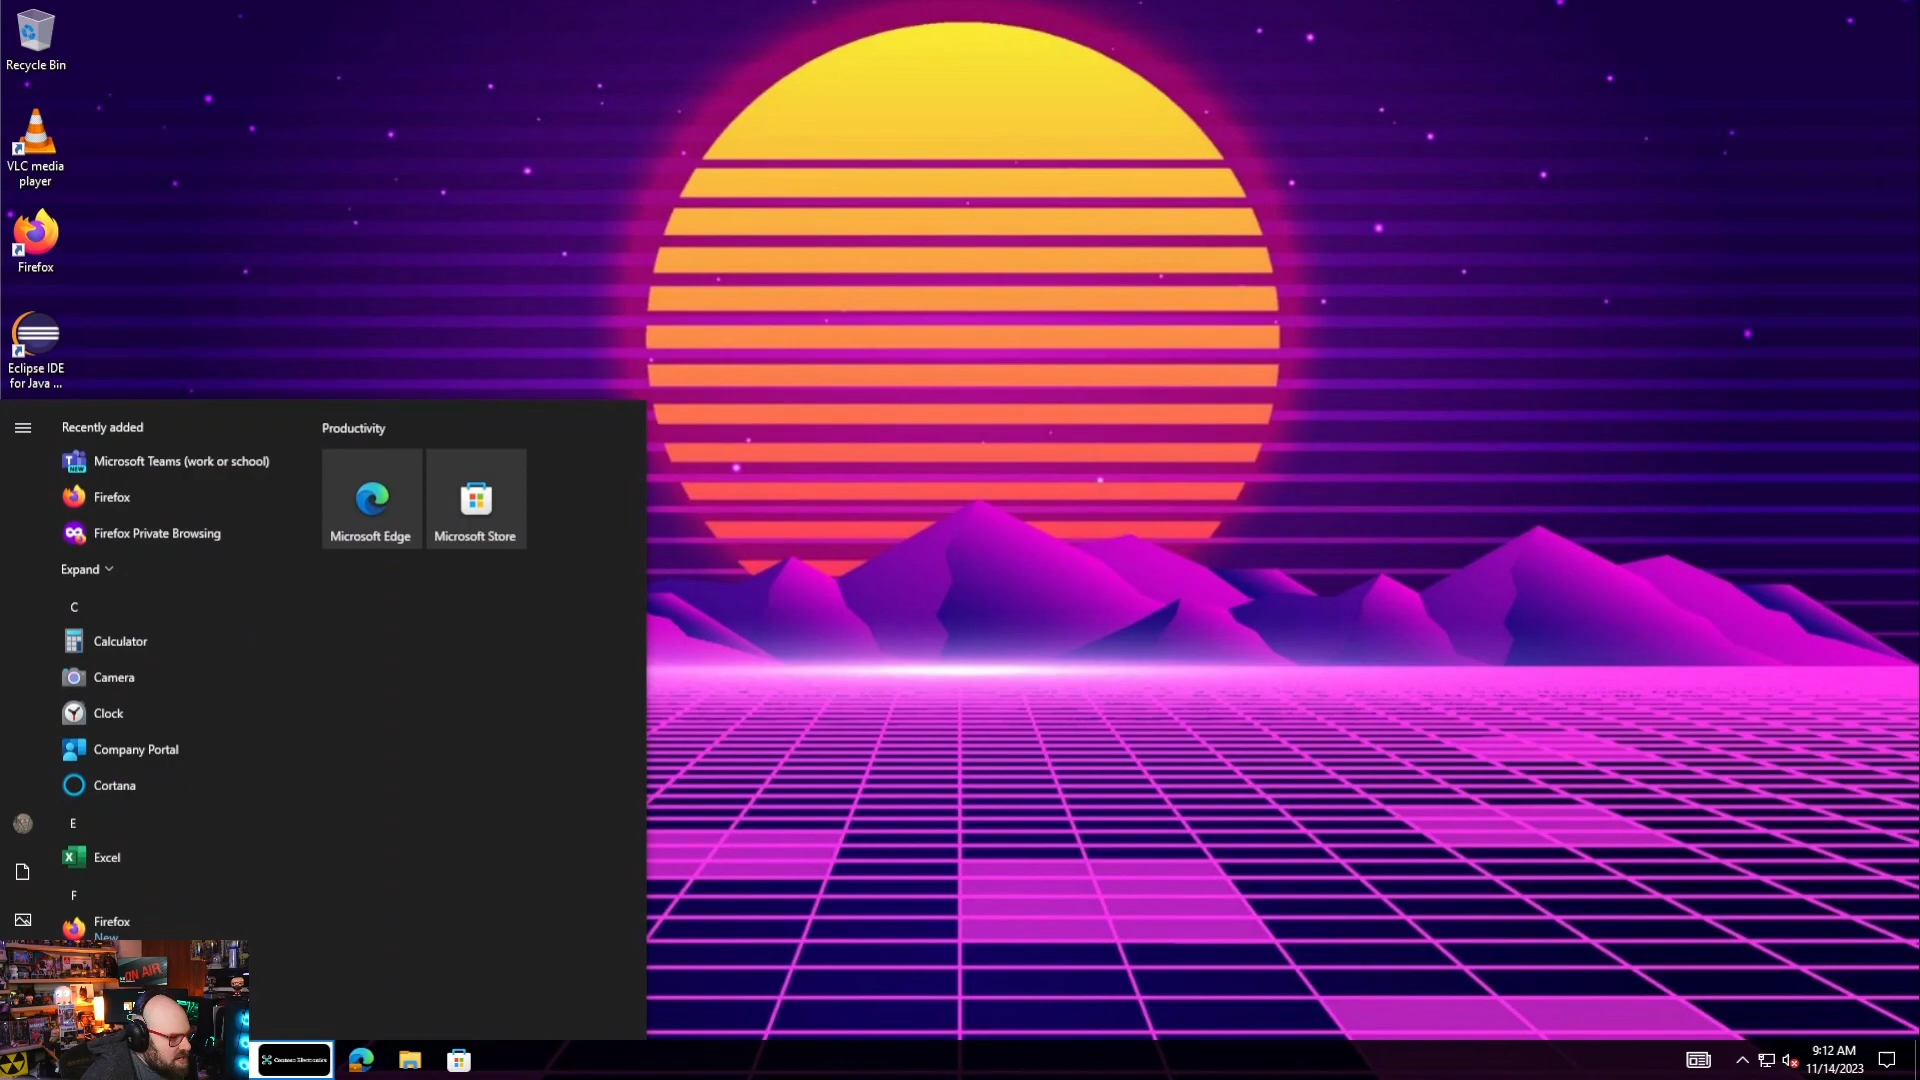 Recycle Bin
VLC media
player
Firefox
Eclipse IDE
for Java ...
Recently added
Microsoft Teams (work or school)
Firefox
Firefox Private Browsing
Expand
C
Calculator
Camera
Clock
Company Portal
Cortana
E
Excel
F
Firefox
New
Productivity
Microsoft Edge
Microsoft Store
ON AIR
9:12 AM
11/14/2023